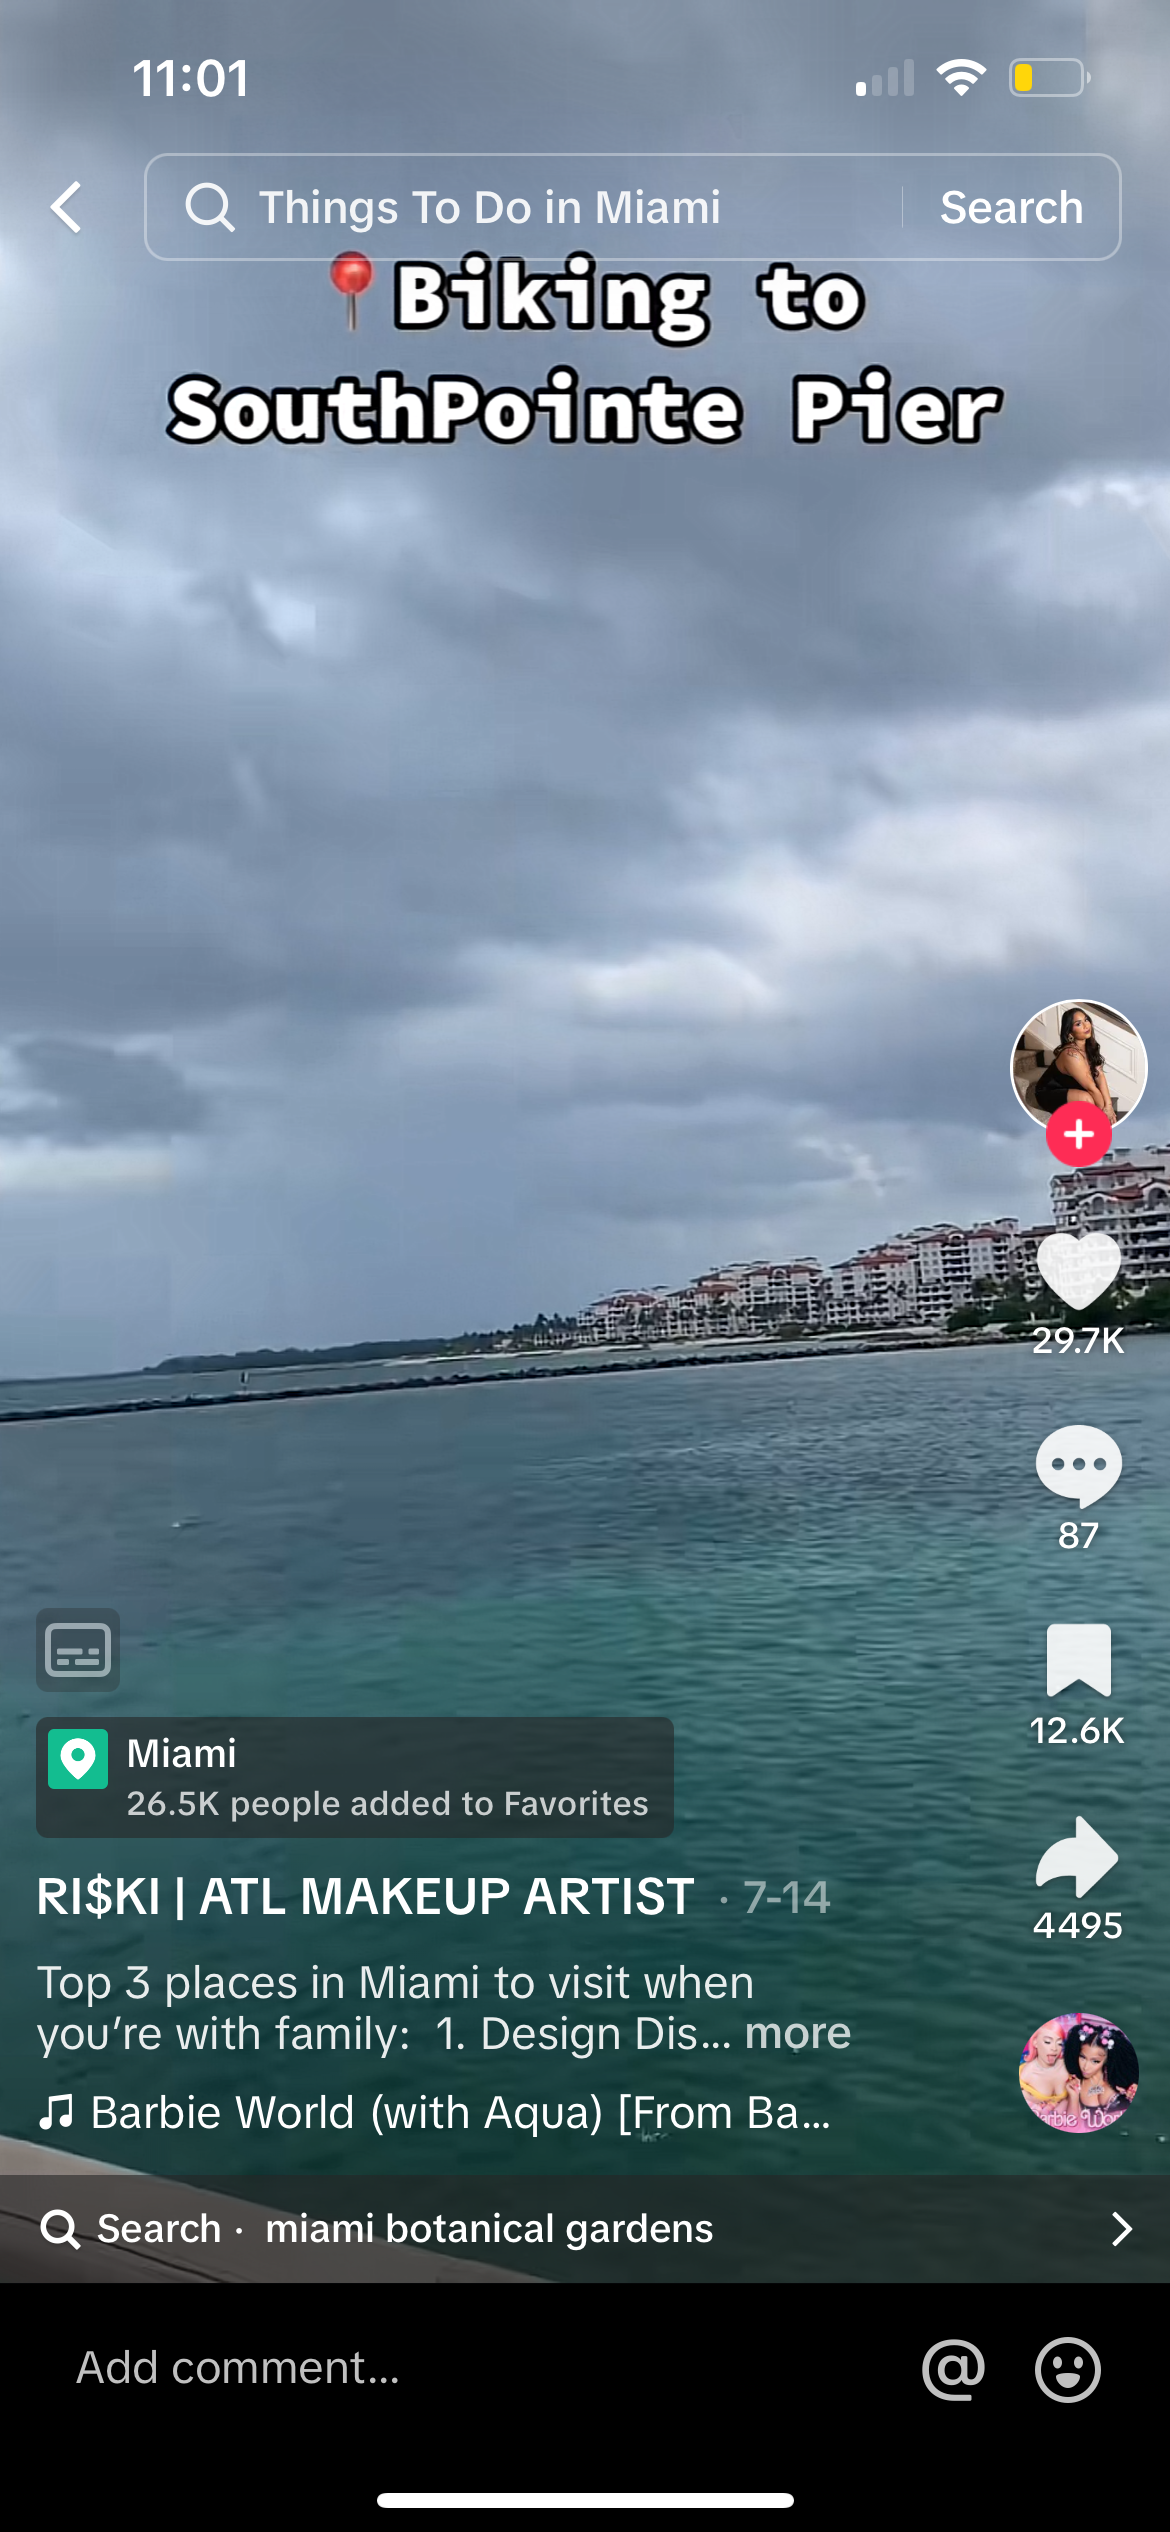 11:01
Things To Do in Miami
Search
📍Biking to
SouthPointe Pier
29.7K
87
12.6K
4495
Miami
26.5K people added to Favorites
RI$KI | ATL MAKEUP ARTIST · 7-14
Top 3 places in Miami to visit when
you’re with family:  1. Design Dis... more
Barbie World (with Aqua) [From Ba...
Search · miami botanical gardens
Add comment...
@